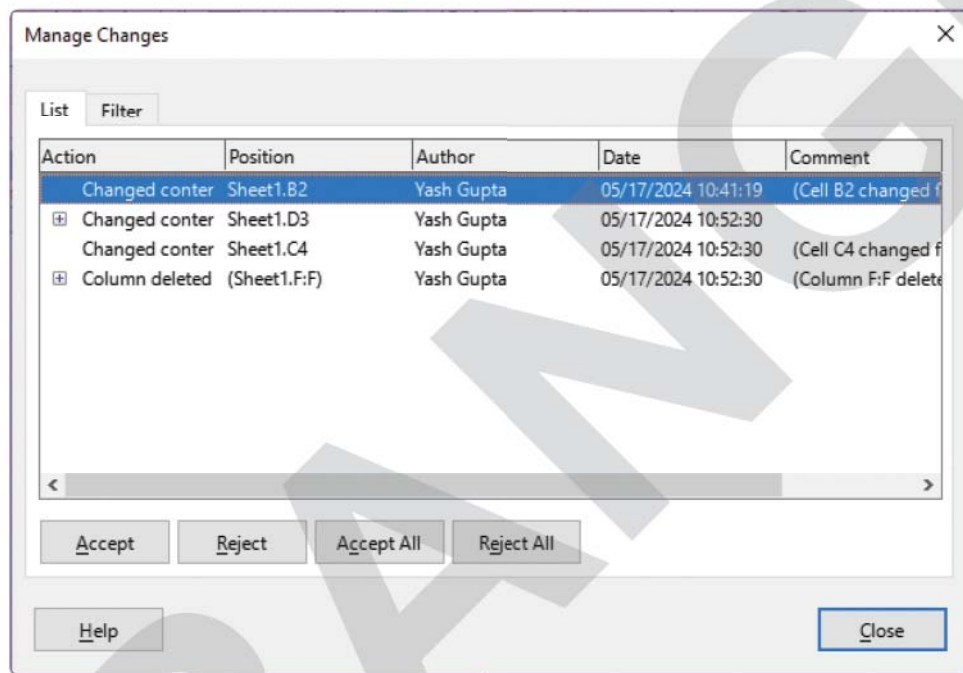 Manage Changes
List Filter
Action Position Author Date Comment
Changed conter Sheet1.B2 Yash Gupta 05/17/2024 10:41:19 (Cell B2 changed f
Changed conter Sheet1.D3 Yash Gupta 05/17/2024 10:52:30
Changed conter Sheet1.C4 Yash Gupta 05/17/2024 10:52:30 (Cell C4 changed f
Column deleted (Sheet1.F:F) Yash Gupta 05/17/2024 10:52:30 (Column F:F delete
Accept Reject Accept All Reject All
Help Close